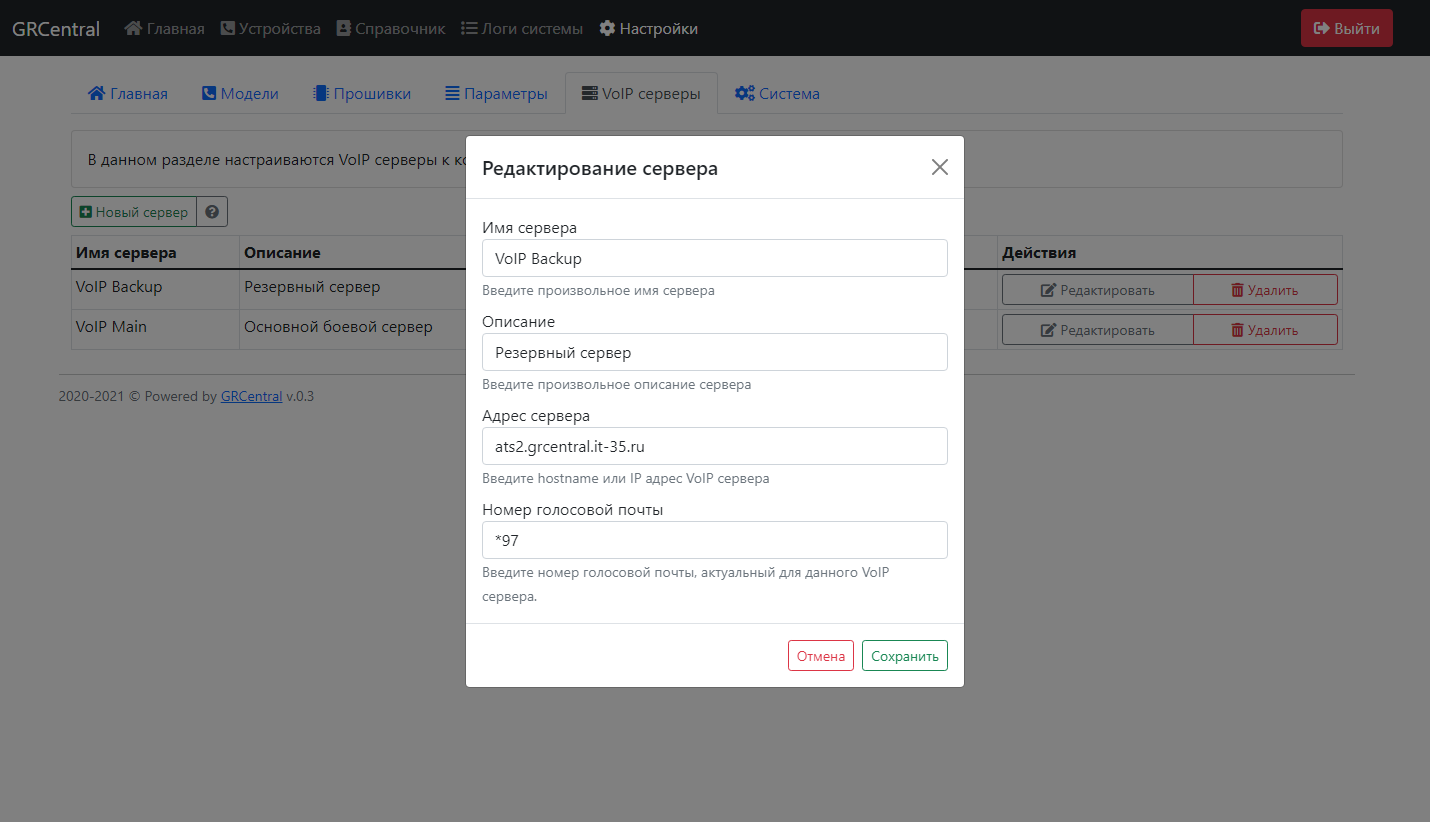 GRCentral Главная Устройства Справочник Логи системы Настройки Выйти
Главная Модели Прошивки Параметры VoIP серверы Система
В данном разделе настраиваются VoIP серверы к
Новый сервер
Имя сервера Описание Действия
VoIP Backup Резервный сервер Редактировать Удалить
VoIP Main Основной боевой сервер Редактировать Удалить
2020-2021 © Powered by GRCentral v.0.3
Редактирование сервера
Имя сервера
VoIP Backup
Введите произвольное имя сервера
Описание
Резервный сервер
Введите произвольное описание сервера
Адрес сервера
ats2.grcentral.it-35.ru
Введите hostname или IP адрес VoIP сервера
Номер голосовой почты
*97
Введите номер голосовой почты, актуальный для данного VoIP
сервера.
Отмена Сохранить